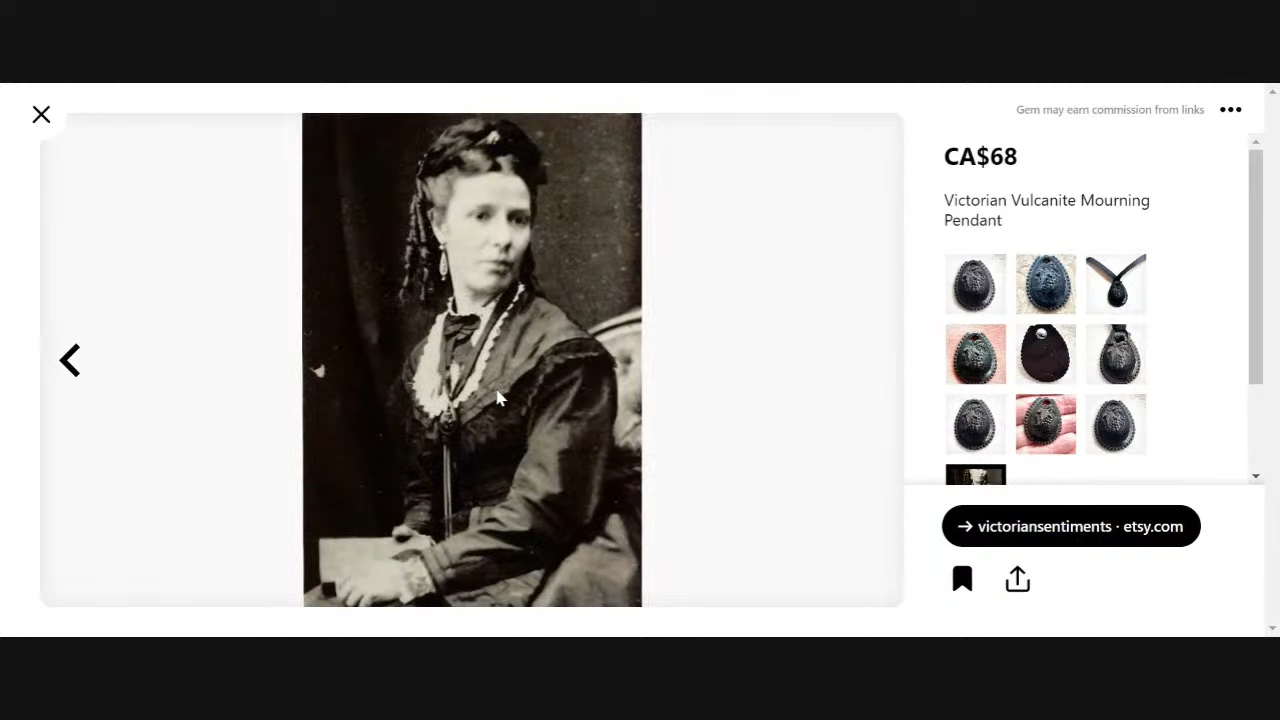 Gem may earn commission from links
CA$68
Victorian Vulcanite Mourning
Pendant
victoriansentiments · etsy.com